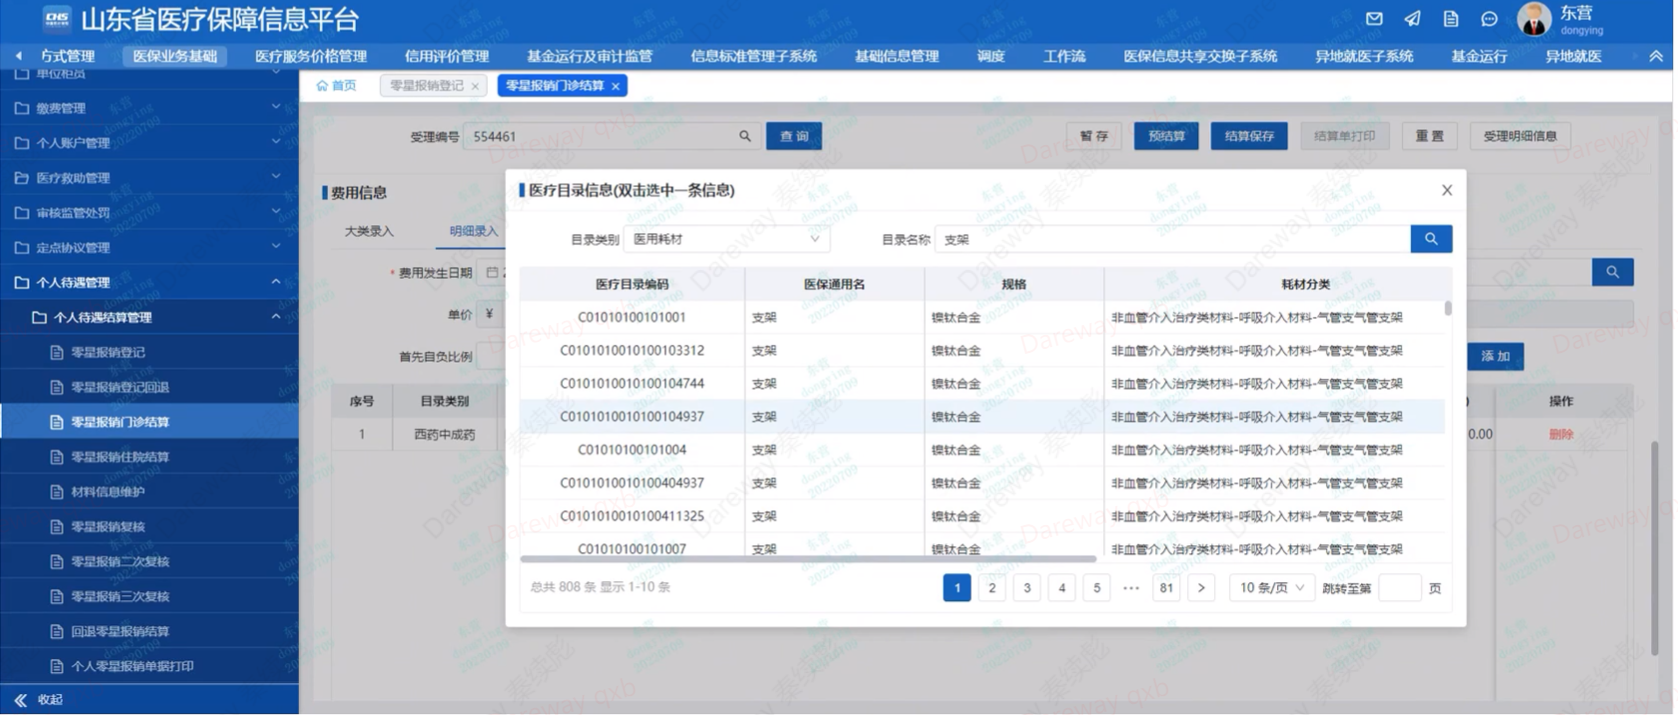 CHS
山东省医疗保障信息平台
东营
dongying
方式管理 医保业务基础 医疗服务价格管理 信用评价管理 基金运行及审计监管 信息标准管理子系统 基础信息管理 调度 工作流 医保信息共享交换子系统 异地就医子系统 基金运行 异地就医
单位柜员
缴费管理
个人账户管理
医疗救助管理
审核监管处罚
定点协议管理
个人待遇管理
个人待遇结算管理
零星报销登记
零星报销登记回退
零星报销门诊结算
零星报销住院结算
材料信息维护
零星报销复核
零星报销二次复核
零星报销三次复核
回退零星报销结算
个人零星报销单据打印
收起
首页 零星报销登记 × 零星报销门诊结算 ×
受理编号 554461 查询 暂存 预结算 结算保存 结算单打印 重置 受理明细信息
费用信息
大类录入 明细录入
* 费用发生日期 2
单价 ¥
首先自负比例
添加
序号 目录类别 操作
1 西药中成药 0.00 删除
医疗目录信息(双击选中一条信息)
目录类别 医用耗材 目录名称 支架
医疗目录编码 医保通用名 规格 耗材分类
C01010100101001 支架 镍钛合金 非血管介入治疗类材料-呼吸介入材料-气管支气管支架
C0101010010100103312 支架 镍钛合金 非血管介入治疗类材料-呼吸介入材料-气管支气管支架
C0101010010100104744 支架 镍钛合金 非血管介入治疗类材料-呼吸介入材料-气管支气管支架
C0101010010100104937 支架 镍钛合金 非血管介入治疗类材料-呼吸介入材料-气管支气管支架
C01010100101004 支架 镍钛合金 非血管介入治疗类材料-呼吸介入材料-气管支气管支架
C0101010010100404937 支架 镍钛合金 非血管介入治疗类材料-呼吸介入材料-气管支气管支架
C0101010010100411325 支架 镍钛合金 非血管介入治疗类材料-呼吸介入材料-气管支气管支架
C01010100101007 支架 镍钛合金 非血管介入治疗类材料-呼吸介入材料-气管支气管支架
总共 808 条 显示 1-10 条 1 2 3 4 5 ••• 81 > 10 条/页 跳转至第 页